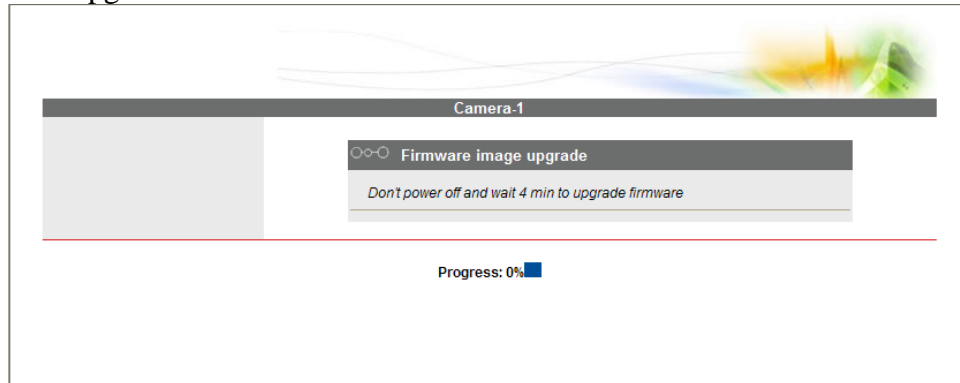 Camera-1
Firmware image upgrade
Don't power off and wait 4 min to upgrade firmware
Progress: 0%